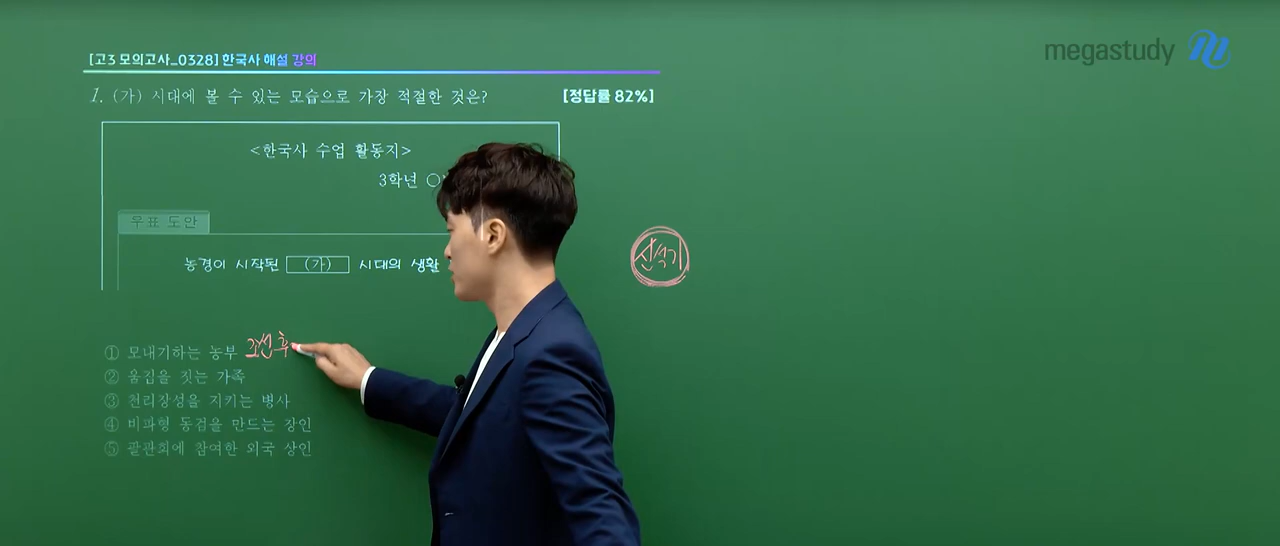 megastudy
[고3 모의고사_0328] 한국사 해설 강의
1. (가) 시대에 볼 수 있는 모습으로 가장 적절한 것은? [정답률 82%]
<한국사 수업 활동지>
3학년
우표 도안
농경이 시작된 (가) 시대의 생활
신석기
① 모내기하는 농부 조선 후
② 움집을 짓는 가족
③ 천리장성을 지키는 병사
④ 비파형 동검을 만드는 장인
⑤ 팔관회에 참여한 외국 상인